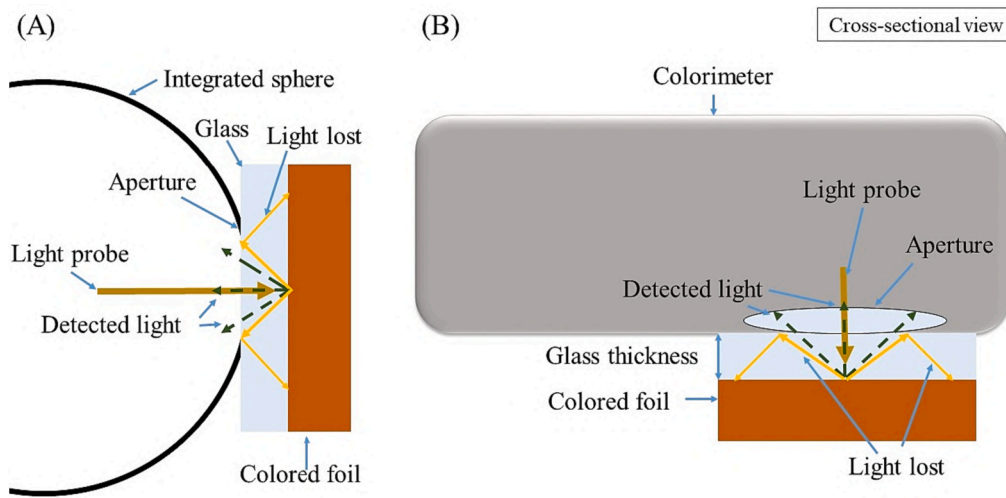 (A)
Integrated sphere
Glass
Light lost
Aperture
Light probe
Detected light
Colored foil
(B)
Cross-sectional view
Colorimeter
Light probe
Aperture
Detected light
Glass thickness
Colored foil
Light lost